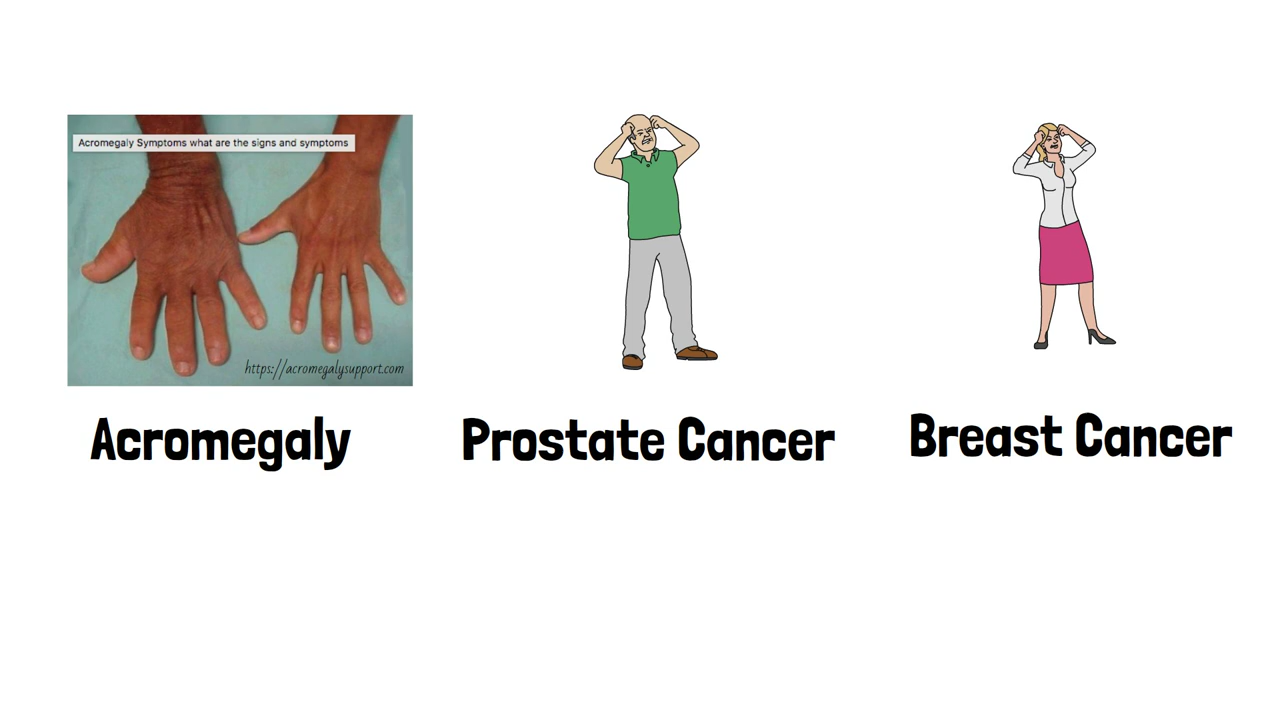 Acromegaly Symptoms what are the signs and symptoms
https://acromegalysupport.com
Acromegaly
Prostate Cancer
Breast Cancer